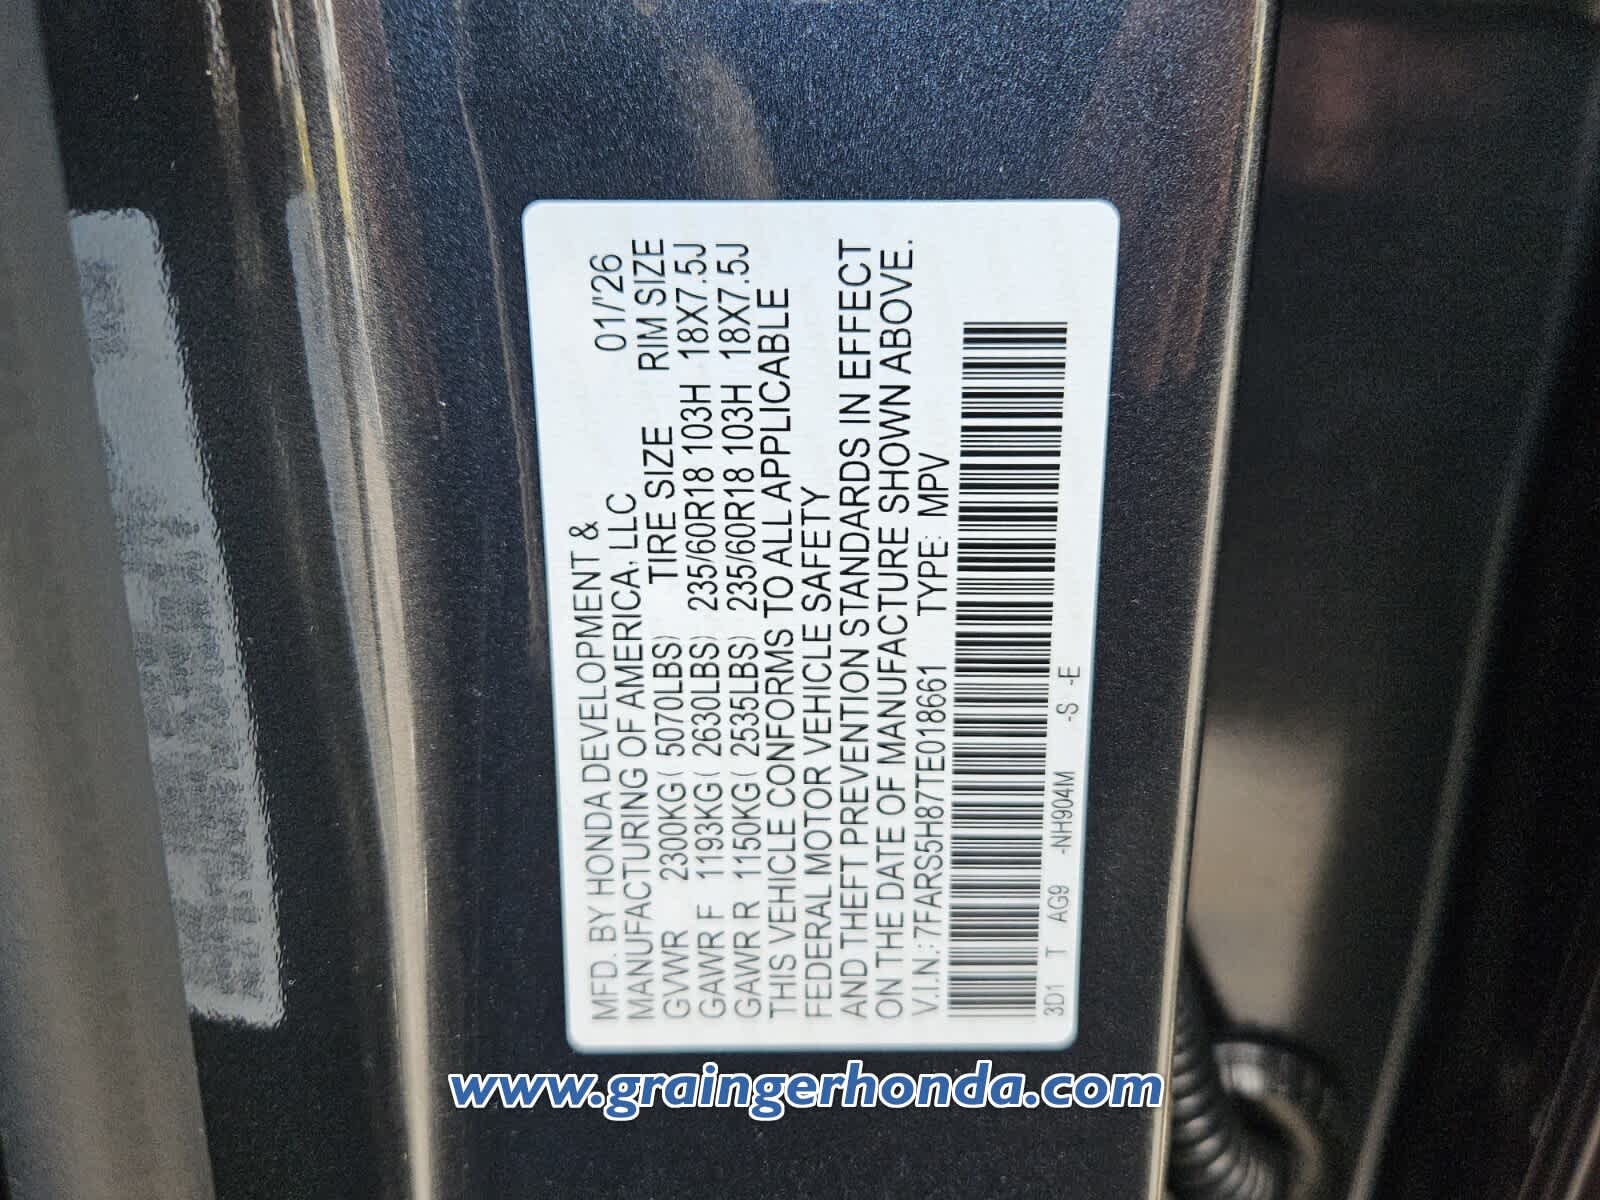 MFD. BY HONDA DEVELOPMENT &
MANUFACTURING OF AMERICA, LLC 01/'26
GVWR 2300KG( 5070LBS) TIRE SIZE RIM SIZE
GAWR F 1193KG( 2630LBS) 235/60R18 103H 18X7.5J
GAWR R 1150KG( 2535LBS) 235/60R18 103H 18X7.5J
THIS VEHICLE CONFORMS TO ALL APPLICABLE
FEDERAL MOTOR VEHICLE SAFETY
AND THEFT PREVENTION STANDARDS IN EFFECT
ON THE DATE OF MANUFACTURE SHOWN ABOVE.
V.I.N.: 7FARS5H87TE018661 TYPE: MPV
3D1 T AG9 -NH904M -S -E
www.graingerhonda.com